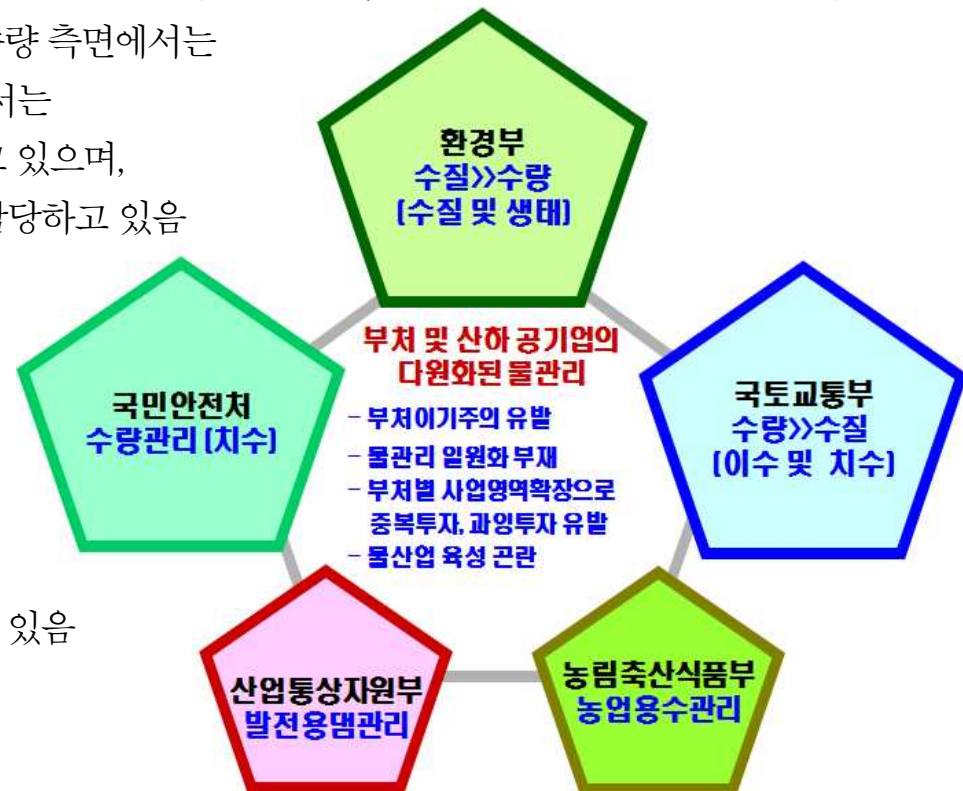 량 측면에서는
서는
있으며,
담당하고 있음
환경부
수질>>수량
(수질 및 생태)
부처 및 산하 공기업의
다원화된 물관리
- 부처이기주의 유발
- 물관리 일원화 부재
- 부처별 사업영역확장으로
중복투자, 과잉투자 유발
- 물산업 육성 곤란
국민안전처
수량관리 (치수)
국토교통부
수량>>수질
(이수 및 치수)
있음
산업통상자원부
발전용댐관리
농림축산식품부
농업용수관리